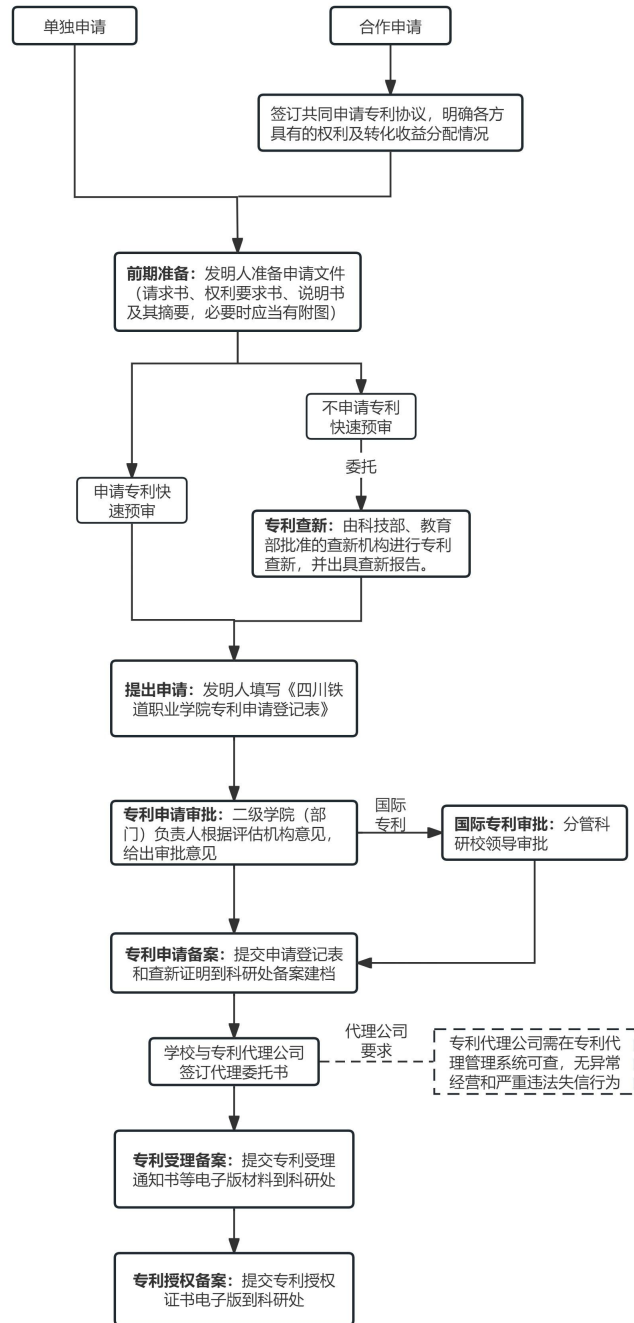 单独申请
合作申请
签订共同申请专利协议，明确各方
具有的权利及转化收益分配情况
前期准备：发明人准备申请文件
（请求书、权利要求书、说明书
及其摘要，必要时应当有附图）
不申请专利
快速预审
委托
申请专利快
速预审
专利查新：由科技部、教育
部批准的查新机构进行专利
查新，并出具查新报告。
提出申请：发明人填写《四川铁
道职业学院专利申请登记表》
专利申请审批：二级学院（部
门）负责人根据评估机构意见，
给出审批意见
国际
专利
国际专利审批：分管科
研校领导审批
专利申请备案：提交申请登记表
和查新证明到科研处备案建档
学校与专利代理公司
签订代理委托书
代理公司
要求
专利代理公司需在专利代
理管理系统可查，无异常
经营和严重违法失信行为
专利受理备案：提交专利受理
通知书等电子版材料到科研处
专利授权备案：提交专利授权
证书电子版到科研处